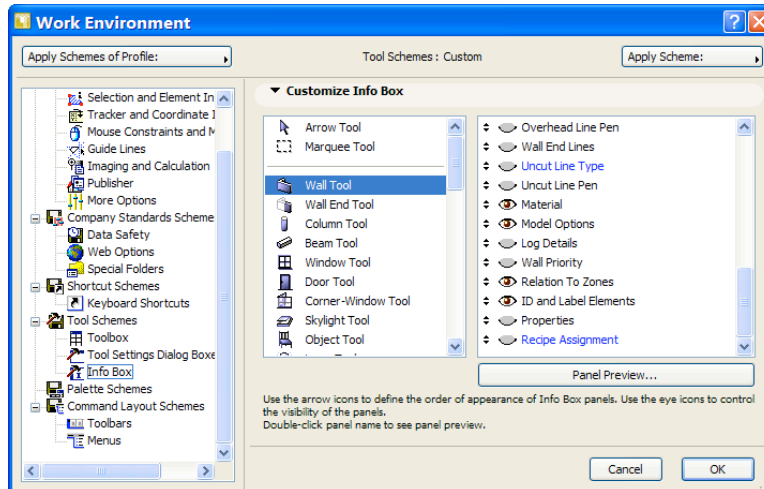 Work Environment
Apply Schemes of Profile:
Tool Schemes : Custom
Apply Scheme:
Selection and Element In
Tracker and Coordinate I
Mouse Constraints and M
Guide Lines
Imaging and Calculation
Publisher
More Options
Company Standards Scheme
Data Safety
Web Options
Special Folders
Shortcut Schemes
Keyboard Shortcuts
Tool Schemes
Toolbox
Tool Settings Dialog Boxe
Info Box
Palette Schemes
Command Layout Schemes
Toolbars
Menus
Customize Info Box
Arrow Tool
Marquee Tool
Wall Tool
Wall End Tool
Column Tool
Beam Tool
Window Tool
Door Tool
Corner-Window Tool
Skylight Tool
Object Tool
Overhead Line Pen
Wall End Lines
Uncut Line Type
Uncut Line Pen
Material
Model Options
Log Details
Wall Priority
Relation To Zones
ID and Label Elements
Properties
Recipe Assignment
Panel Preview...
Use the arrow icons to define the order of appearance of Info Box panels. Use the eye icons to control
the visibility of the panels.
Double-click panel name to see panel preview.
Cancel
OK